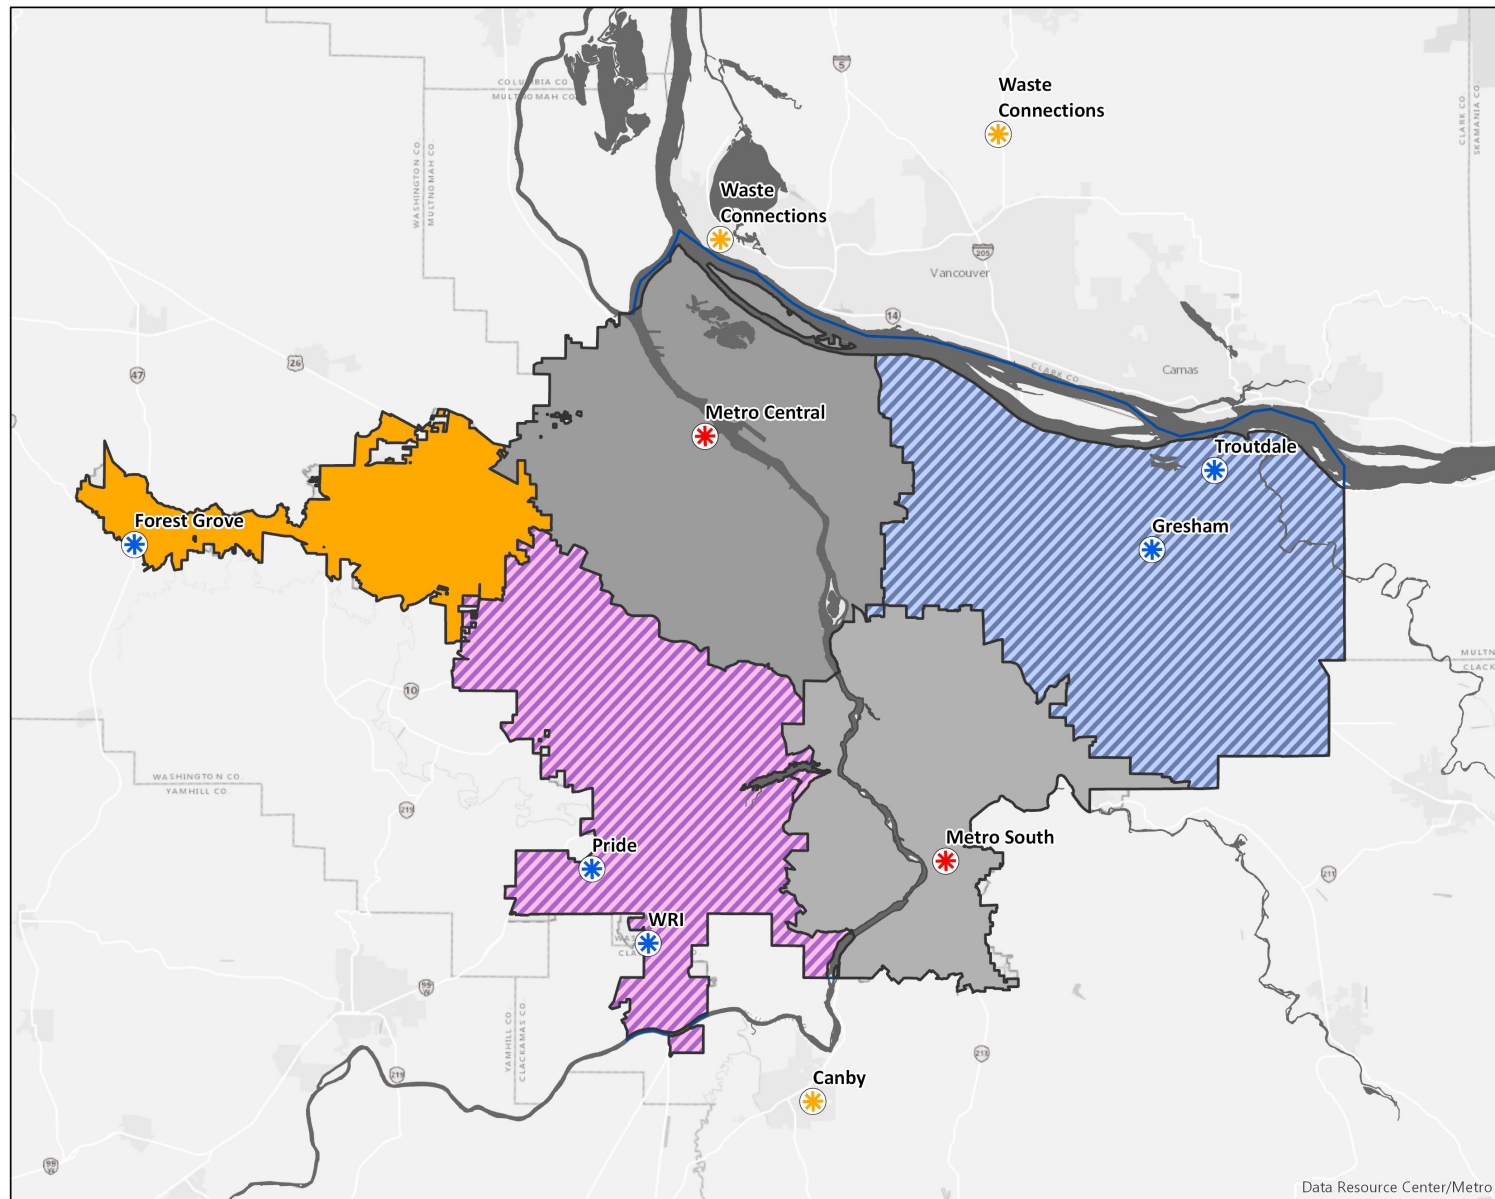 5
Waste
Connections
COLUMBIA CO.
MULTNOMAH CO.
CLARK CO.
SKAMANIA CO.
WASHINGTON CO.
MULTNOMAH CO.
Waste
Connections
205
Vancouver
14
26
47
CLARK CO.
Camas
Metro Central
Troutdale
Forest Grove
Gresham
MULTN
CLACK
10
WASHINGTON CO.
YAMHILL CO.
219
Metro South
Pride
211
WRI
99
W
YAMHILL CO.
CLACKAMAS CO.
213
219
Canby
99
W
Data Resource Center/Metro